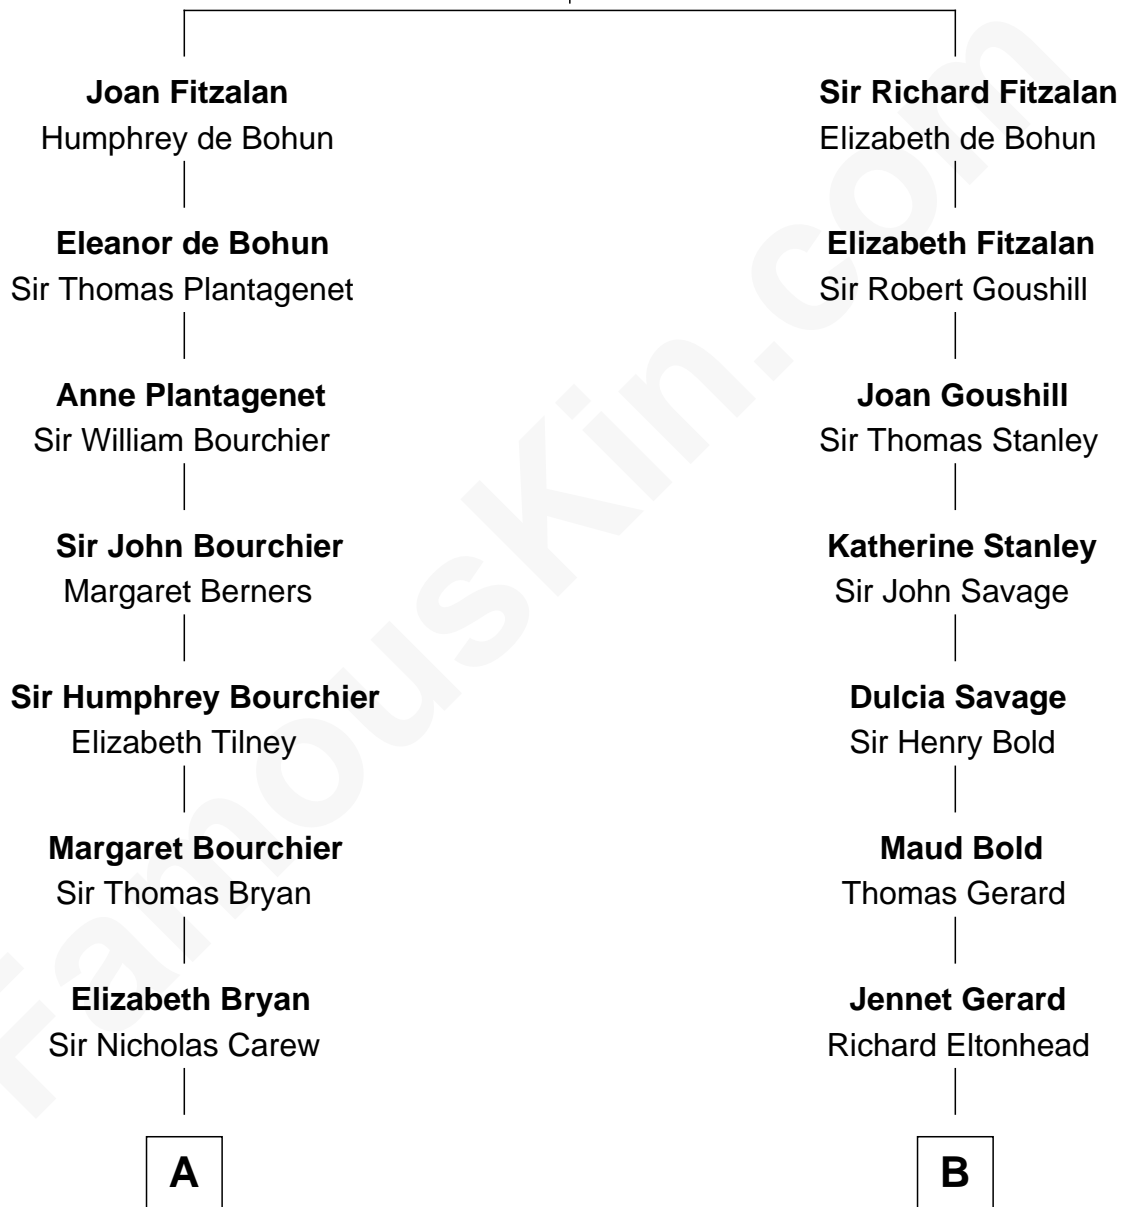 Joan Fitzalan
Humphrey de Bohun
Eleanor de Bohun
Sir Thomas Plantagenet
Anne Plantagenet
Sir William Bourchier
Sir John Bourchier
Margaret Berners
Sir Humphrey Bourchier
Elizabeth Tilney
Margaret Bourchier
Sir Thomas Bryan
Elizabeth Bryan
Sir Nicholas Carew
A
Sir Richard Fitzalan
Elizabeth de Bohun
Elizabeth Fitzalan
Sir Robert Goushill
Joan Goushill
Sir Thomas Stanley
Katherine Stanley
Sir John Savage
Dulcia Savage
Sir Henry Bold
Maud Bold
Thomas Gerard
Jennet Gerard
Richard Eltonhead
B
FamousKin.com